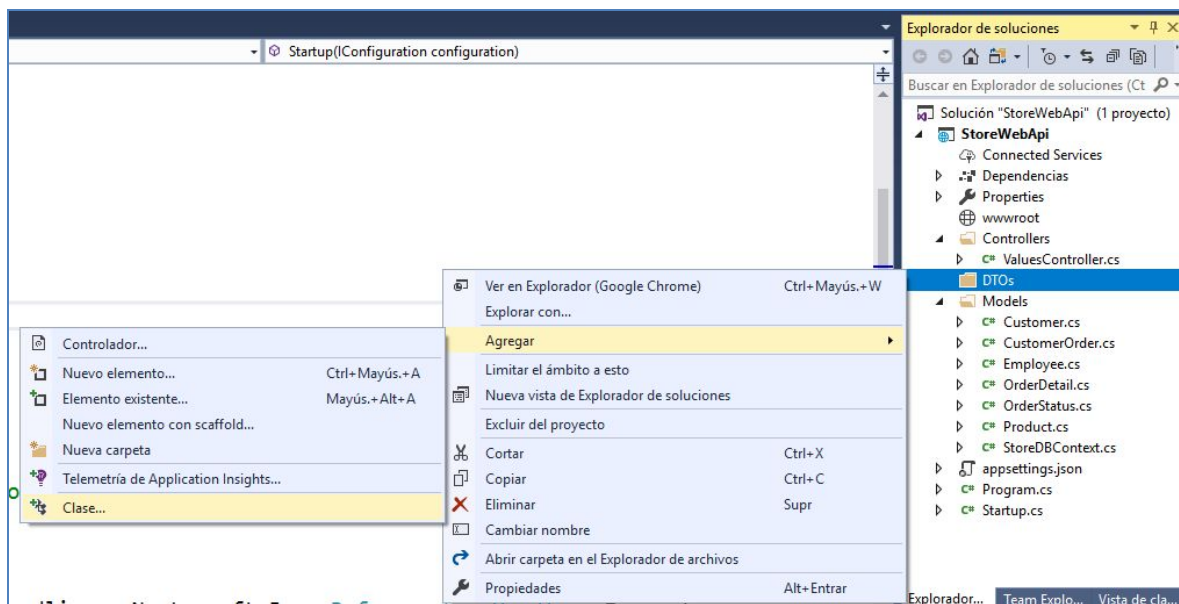 Startup(IConfiguration configuration)
Explorador de soluciones
Buscar en Explorador de soluciones (Ct
Solución "StoreWebApi" (1 proyecto)
StoreWebApi
Connected Services
Dependencias
Properties
wwwroot
Controllers
C# ValuesController.cs
DTOs
Models
C# Customer.cs
C# CustomerOrder.cs
C# Employee.cs
C# OrderDetail.cs
C# OrderStatus.cs
C# Product.cs
C# StoreDBContext.cs
appsettings.json
C# Program.cs
C# Startup.cs
Ver en Explorador (Google Chrome) Ctrl+Mayús.+W
Explorar con...
Agregar
Limitar el ámbito a esto
Nueva vista de Explorador de soluciones
Excluir del proyecto
Cortar Ctrl+X
Copiar Ctrl+C
Eliminar Supr
Cambiar nombre
Abrir carpeta en el Explorador de archivos
Propiedades Alt+Entrar
Controlador...
Nuevo elemento... Ctrl+Mayús.+A
Elemento existente... Mayús.+Alt+A
Nuevo elemento con scaffold...
Nueva carpeta
Telemetría de Application Insights...
Clase...
Explorador... Team Explo... Vista de cla...